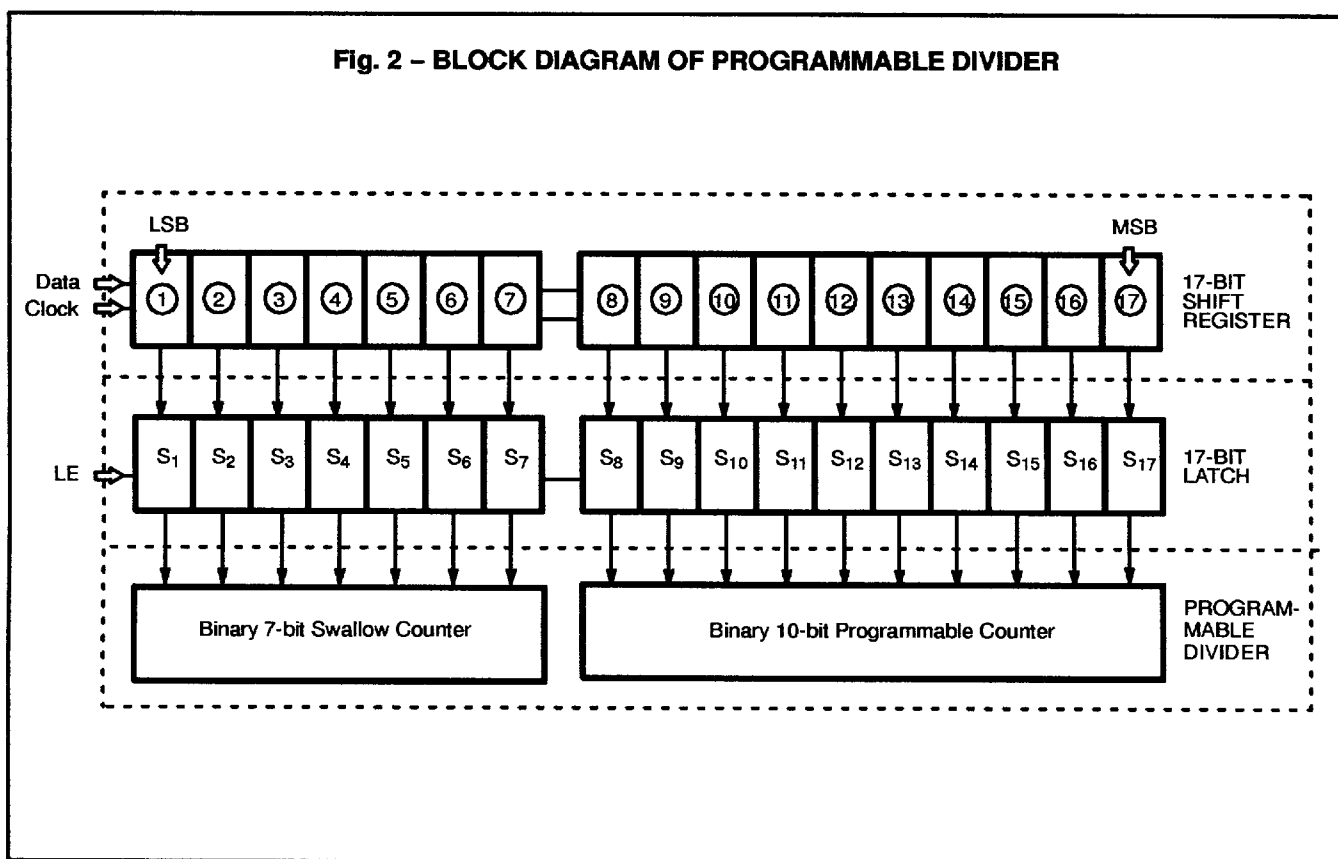 Fig. 2 – BLOCK DIAGRAM OF PROGRAMMABLE DIVIDER
LSB
MSB
Data
Clock
1 2 3 4 5 6 7 8 9 10 11 12 13 14 15 16 17
17-BIT
SHIFT
REGISTER
LE
S1 S2 S3 S4 S5 S6 S7 S8 S9 S10 S11 S12 S13 S14 S15 S16 S17
17-BIT
LATCH
Binary 7-bit Swallow Counter
Binary 10-bit Programmable Counter
PROGRAM-
MABLE
DIVIDER